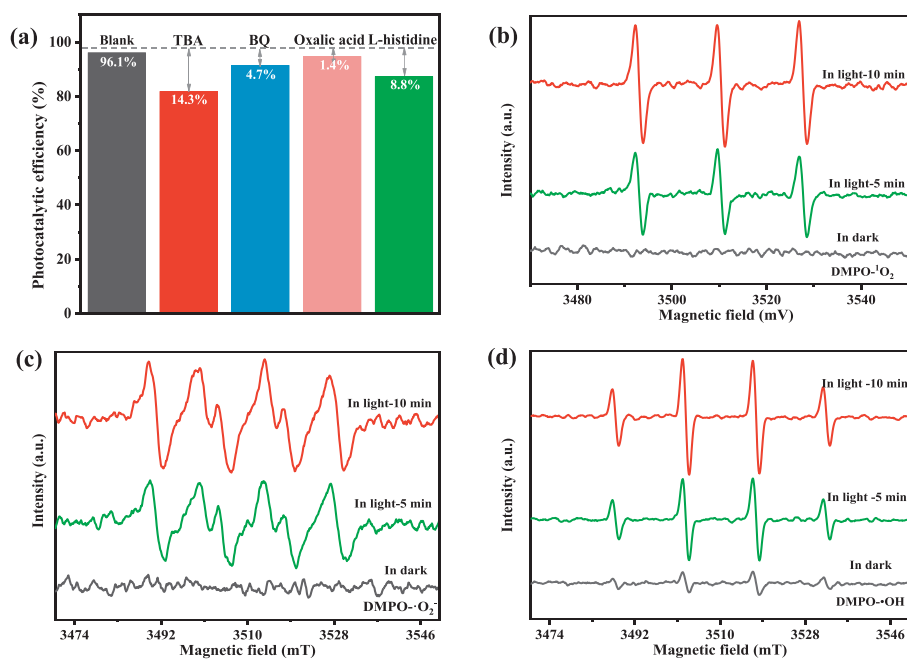 (a)
Blank TBA BQ Oxalic acid L-histidine
96.1% 14.3% 4.7% 1.4% 8.8%
100
80
60
40
20
0
Photocatalytic efficiency (%)
(b)
In light-10 min
In light-5 min
In dark
DMPO-¹O₂
Intensity (a.u.)
3480 3500 3520 3540
Magnetic field (mV)
(c)
In light-10 min
In light-5 min
In dark
DMPO-·O₂⁻
Intensity (a.u.)
3474 3492 3510 3528 3546
Magnetic field (mT)
(d)
In light -10 min
In light -5 min
In dark
DMPO-•OH
Intensity (a.u.)
3474 3492 3510 3528 3546
Magnetic field (mT)